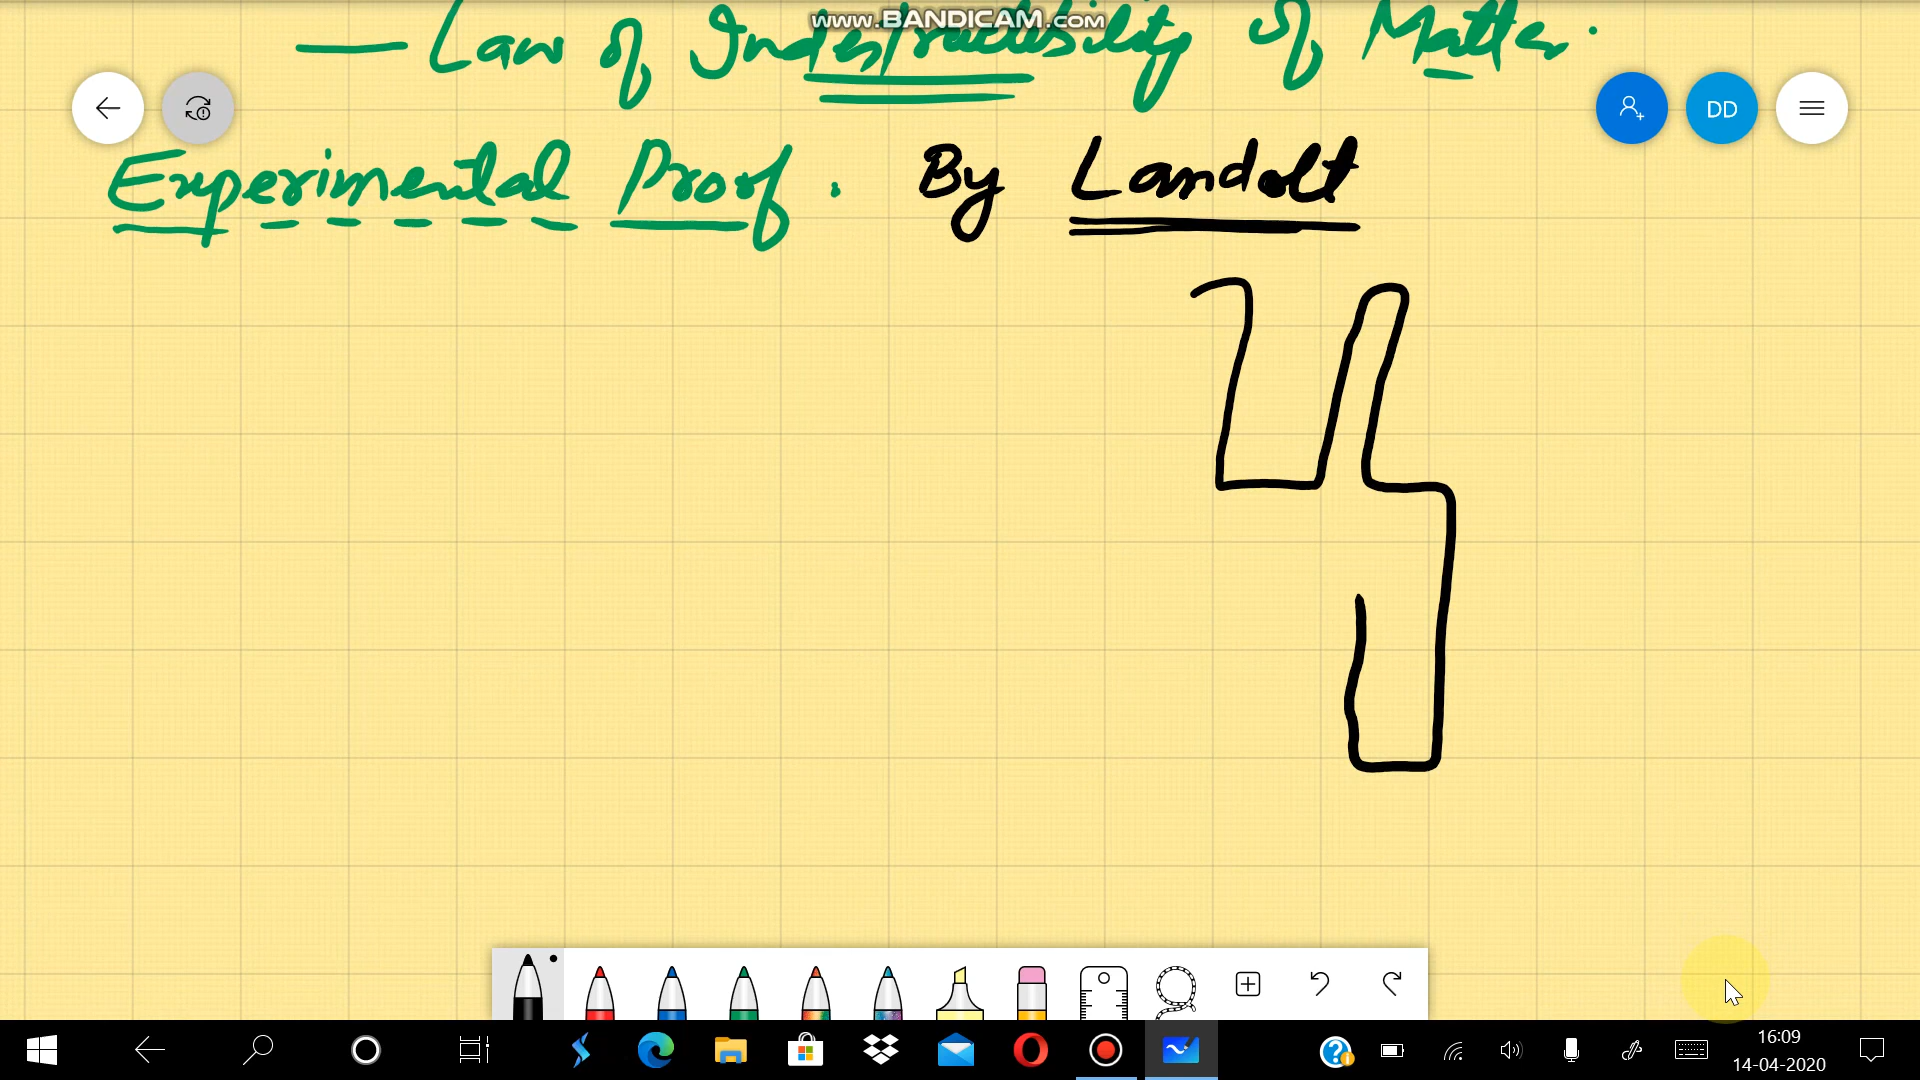 www.BANDICAM.com
— Law of Indestructibility of Matter.
DD
Experimental Proof. By Landolt
16:09
14-04-2020